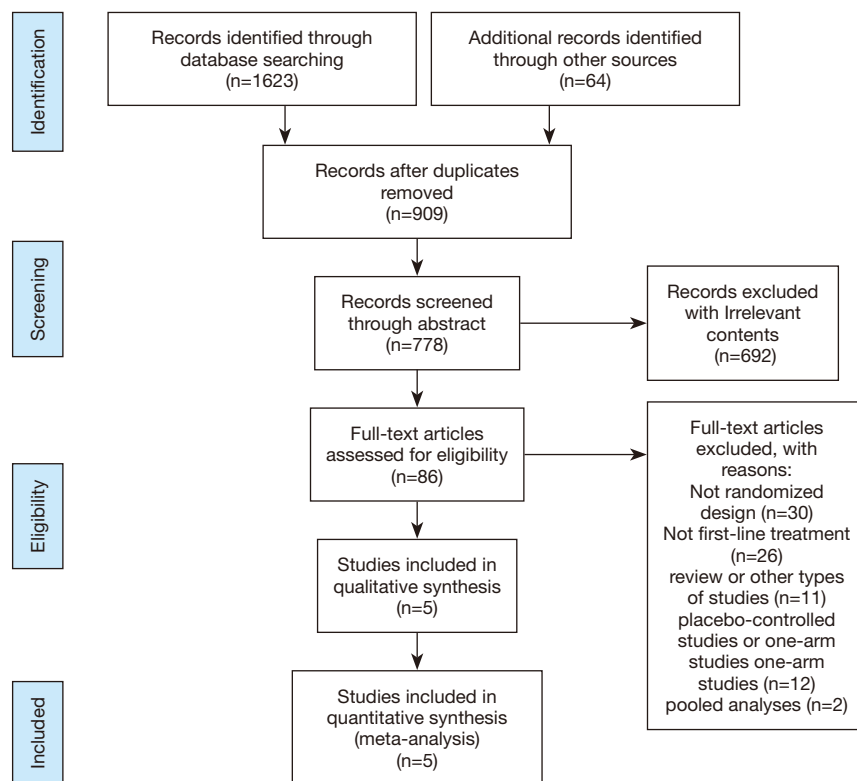 Identification
Records identified through
database searching
(n=1623)
Additional records identified
through other sources
(n=64)
Records after duplicates
removed
(n=909)
Screening
Records screened
through abstract
(n=778)
Records excluded
with Irrelevant
contents
(n=692)
Eligibility
Full-text articles
assessed for eligibility
(n=86)
Full-text articles
excluded, with
reasons:
Not randomized
design (n=30)
Not first-line treatment
(n=26)
review or other types
of studies (n=11)
placebo-controlled
studies or one-arm
studies one-arm
studies (n=12)
pooled analyses (n=2)
Studies included in
qualitative synthesis
(n=5)
Included
Studies included in
quantitative synthesis
(meta-analysis)
(n=5)